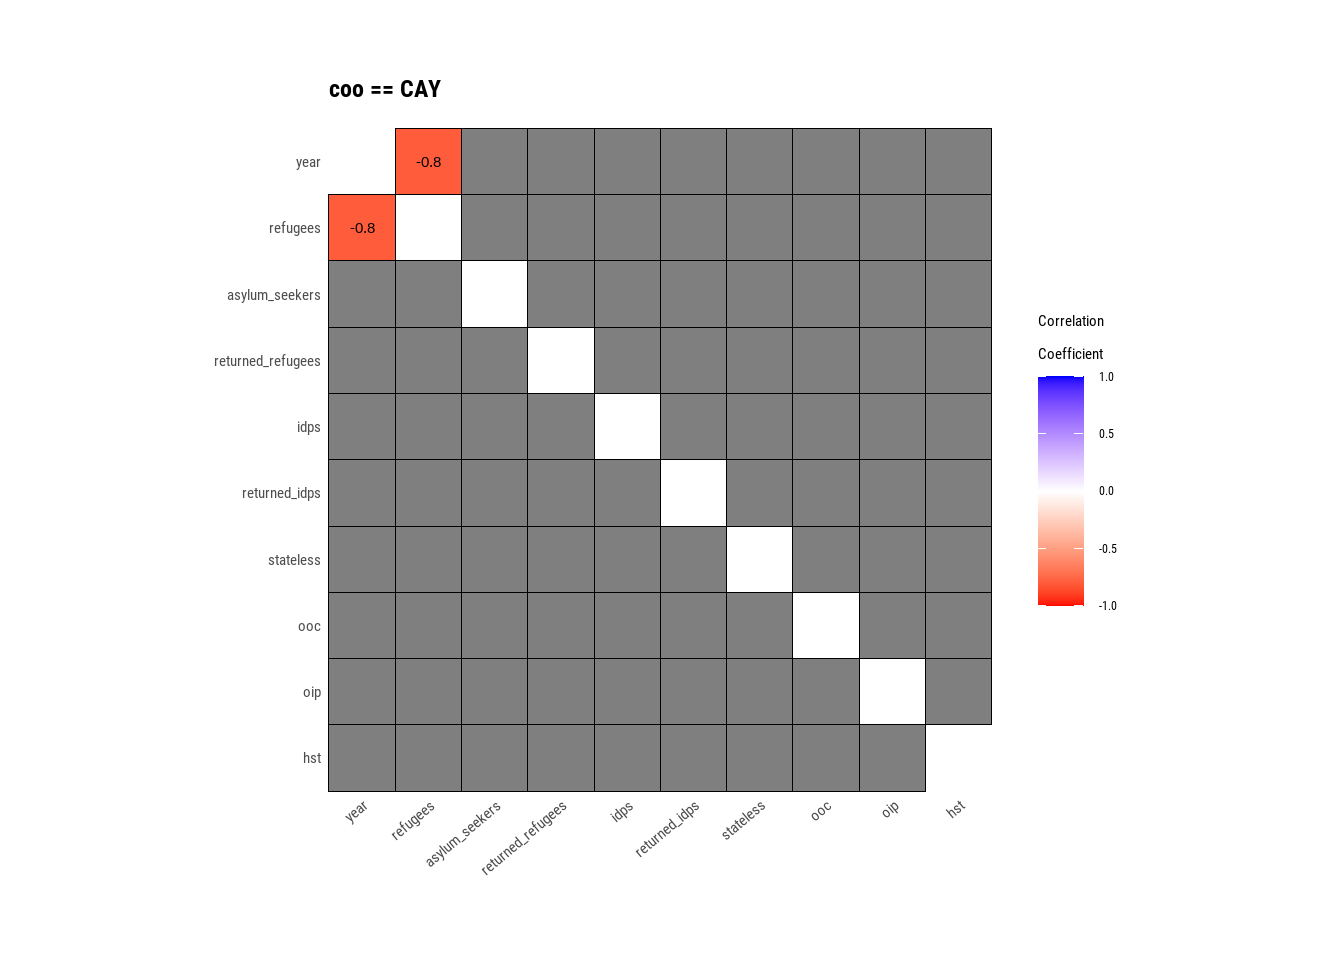 coo == CAY
year
-0.8
refugees
-0.8
asylum_seekers
returned_refugees
idps
returned_idps
stateless
ooc
oip
hst
year
refugees
asylum_seekers
returned_refugees
idps
returned_idps
stateless
ooc
oip
hst
Correlation
Coefficient
1.0
0.5
0.0
-0.5
-1.0